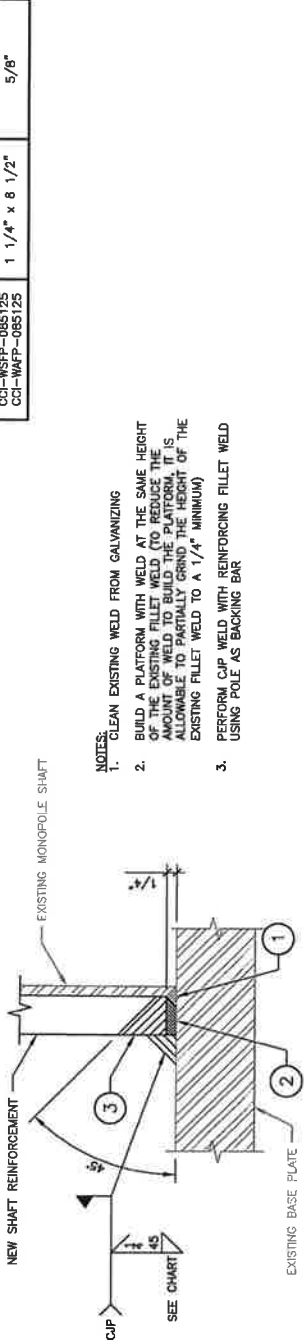 CCI-WSFP-085125
CCI-WAFP-085125
1 1/4" x 8 1/2"
5/8"
NEW SHAFT REINFORCEMENT
EXISTING MONOPOLE SHAFT
3
45°
1/4"
CJP
1/4
45
SEE CHART
1
2
EXISTING BASE PLATE
NOTES:
1. CLEAN EXISTING WELD FROM GALVANIZING
2. BUILD A PLATFORM WITH WELD AT THE SAME HEIGHT
OF THE EXISTING FILLET WELD (TO REDUCE THE
AMOUNT OF WELD TO BUILD THE PLATFORM, IT IS
ALLOWABLE TO PARTIALLY GRIND THE HEIGHT OF THE
EXISTING FILLET WELD TO A 1/4" MINIMUM)
3. PERFORM CJP WELD WITH REINFORCING FILLET WELD
USING POLE AS BACKING BAR